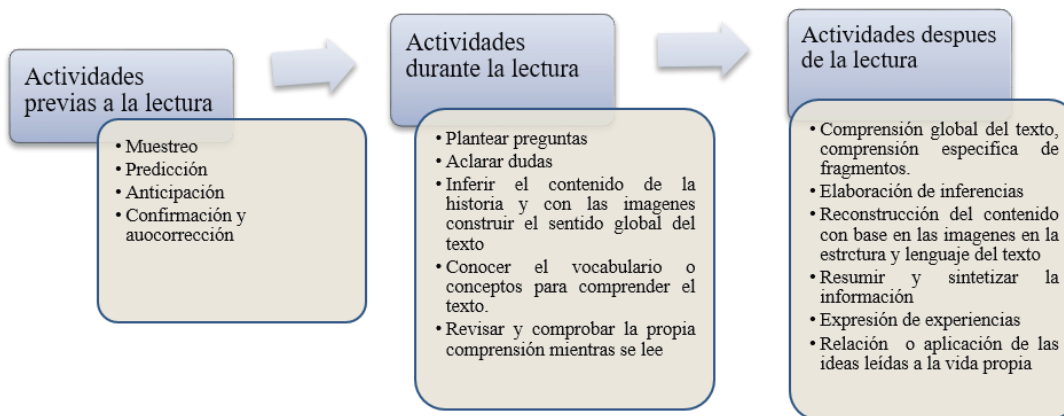 Actividades
previas a la lectura
• Muestreo
• Predicción
• Anticipación
• Confirmación y
auocorrección
Actividades
durante la lectura
• Plantear preguntas
• Aclarar dudas
• Inferir el contenido de la
historia y con las imagenes
construir el sentido global del
texto
• Conocer el vocabulario o
conceptos para comprender el
texto.
• Revisar y comprobar la propia
comprensión mientras se lee
Actividades despues
de la lectura
• Comprensión global del texto,
comprensión especifica de
fragmentos.
• Elaboración de inferencias
• Reconstrucción del contenido
con base en las imagenes en la
estrctura y lenguaje del texto
• Resumir y sintetizar la
información
• Expresión de experiencias
• Relación o aplicación de las
ideas leídas a la vida propia